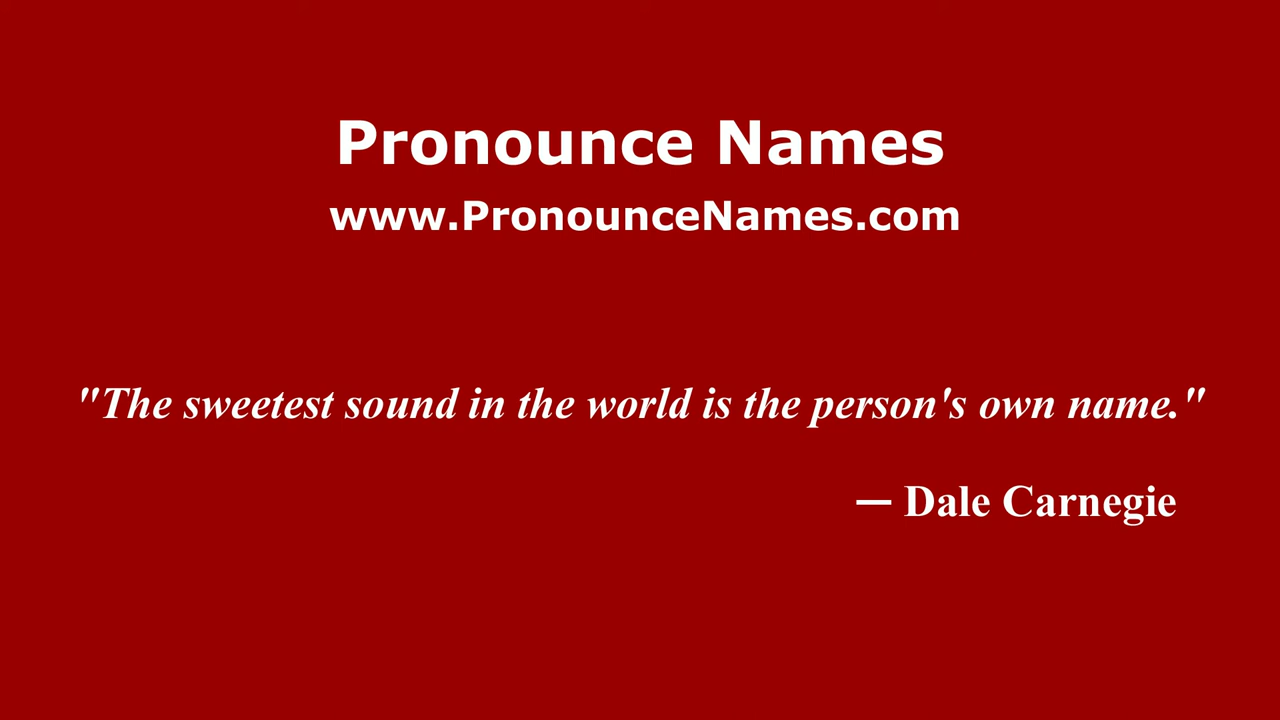 Pronounce Names
www.PronounceNames.com
"The sweetest sound in the world is the person's own name."
— Dale Carnegie